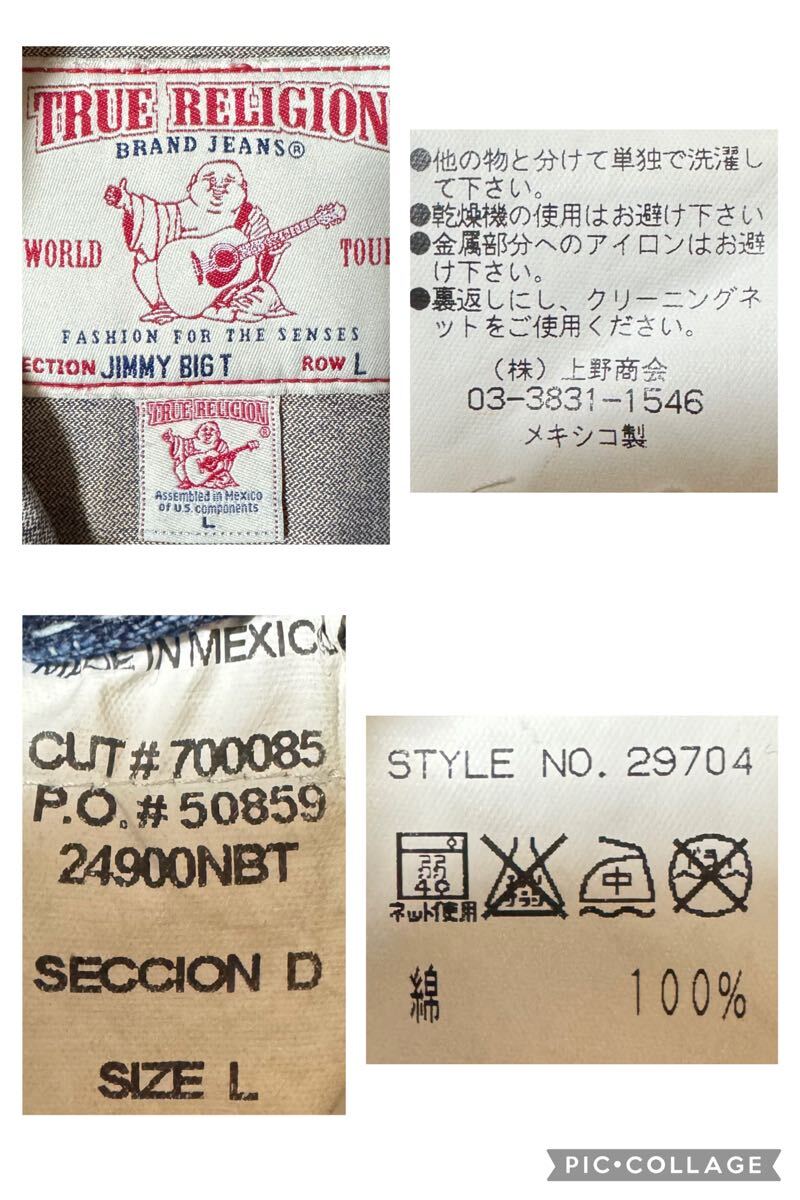 TRUE RELIGION
BRAND JEANS®
WORLD TOU
FASHION FOR THE SENSES
ECTION JIMMY BIG T ROW L
TRUE RELIGION®
Assembled in Mexico
of U.S. components
L
●他の物と分けて単独で洗濯し
て下さい。
●乾燥機の使用はお避け下さい
●金属部分へのアイロンはお避
け下さい。
●裏返しにし、クリーニングネ
ットをご使用ください。
（株）上野商会
03-3831-1546
メキシコ製
IN MEXICO
CUT# 700085
P.O.# 50859
24900NBT
SECCION D
SIZE L
STYLE NO. 29704
弱
40
ネット使用
中
綿 100%
PIC•COLLAGE